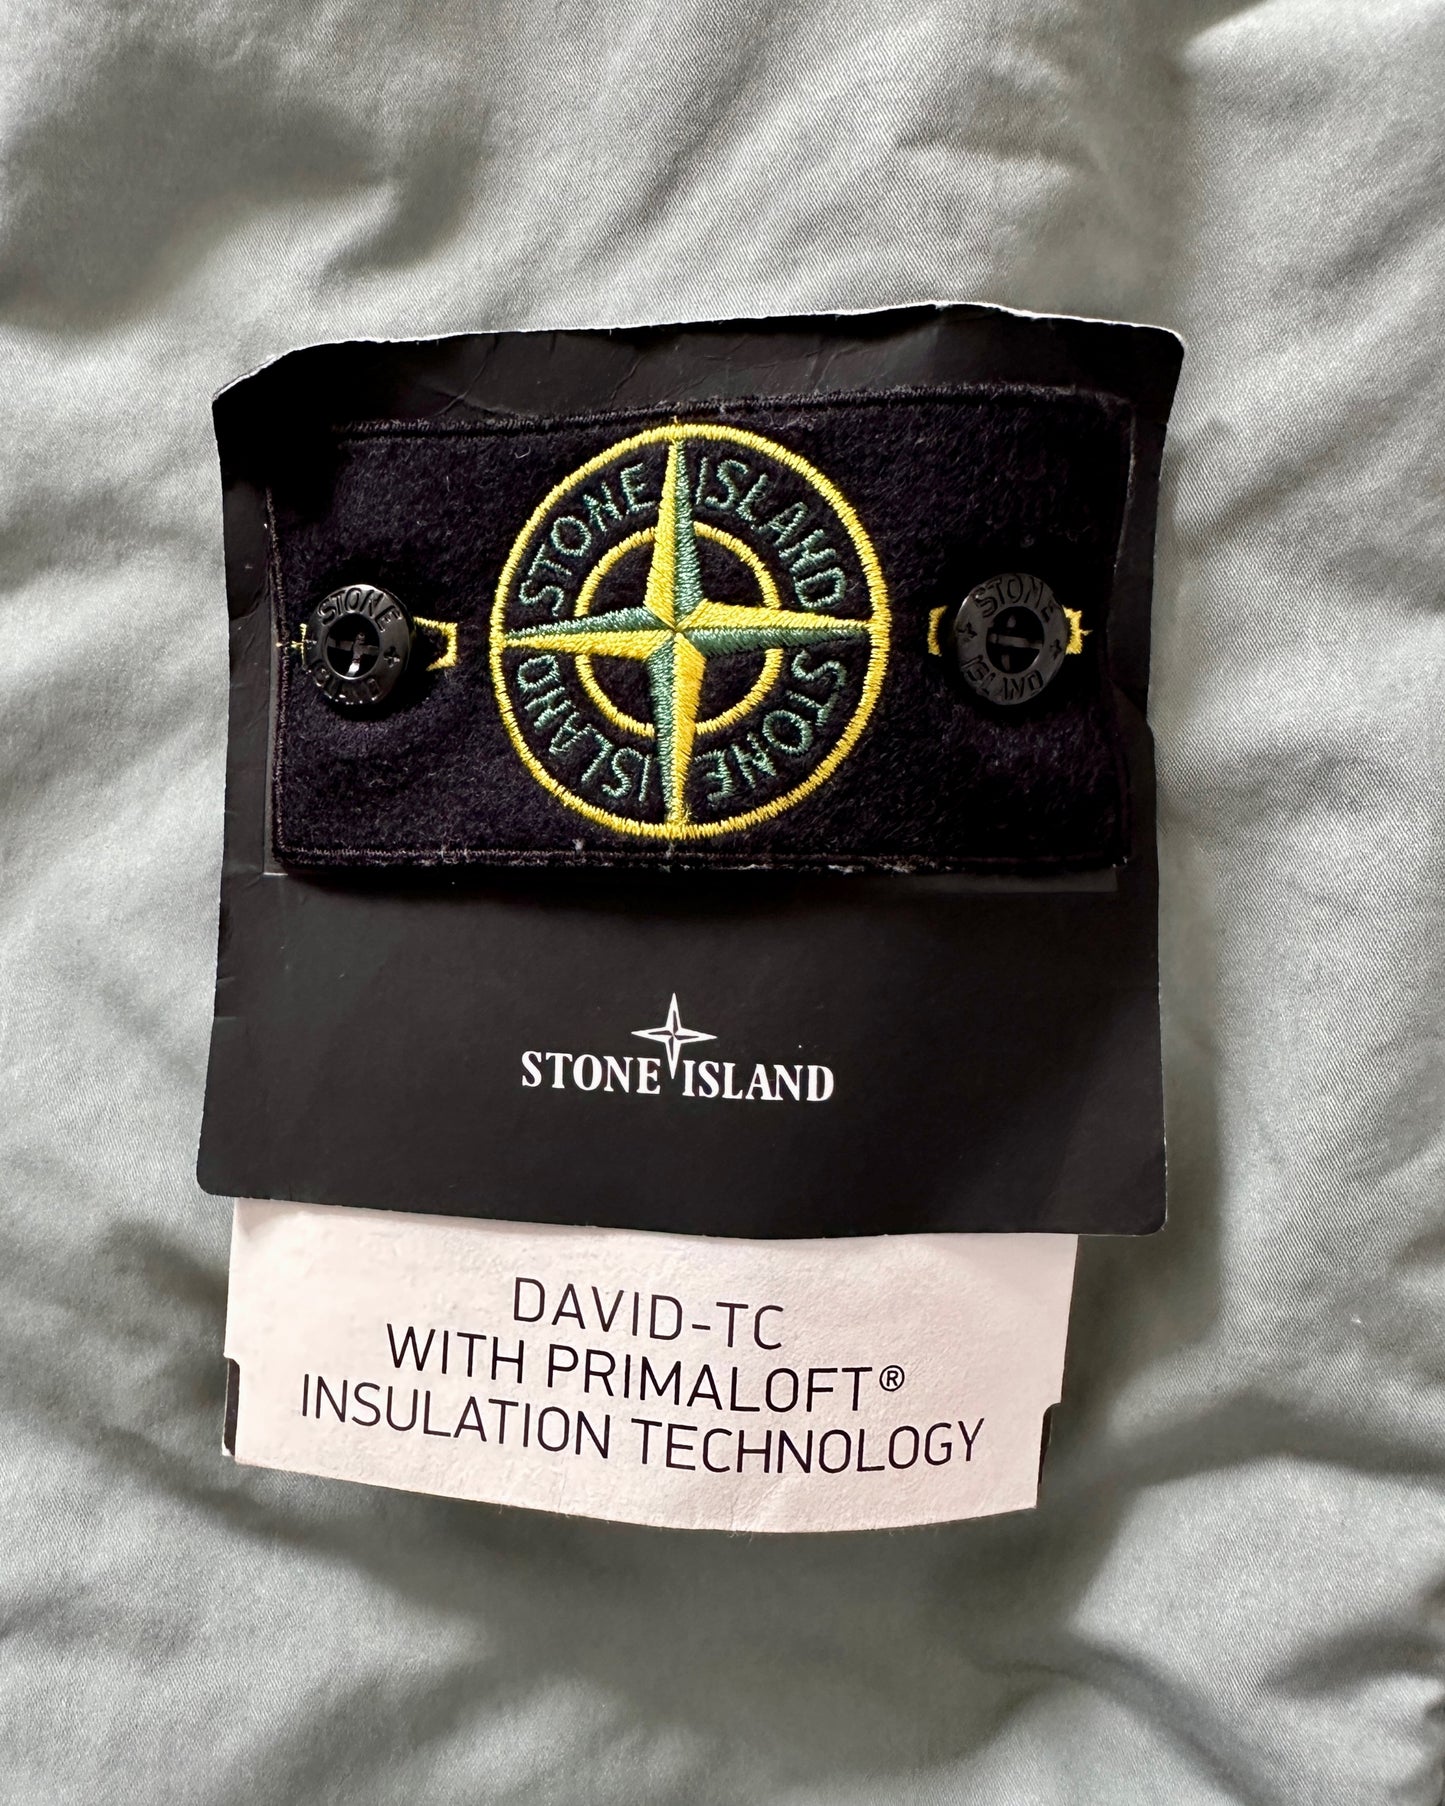 STONE ISLAND
STONE ISLAND
STONE
ISLAND
STONE
ISLAND
STONE ISLAND
DAVID-TC
WITH PRIMALOFT®
INSULATION TECHNOLOGY